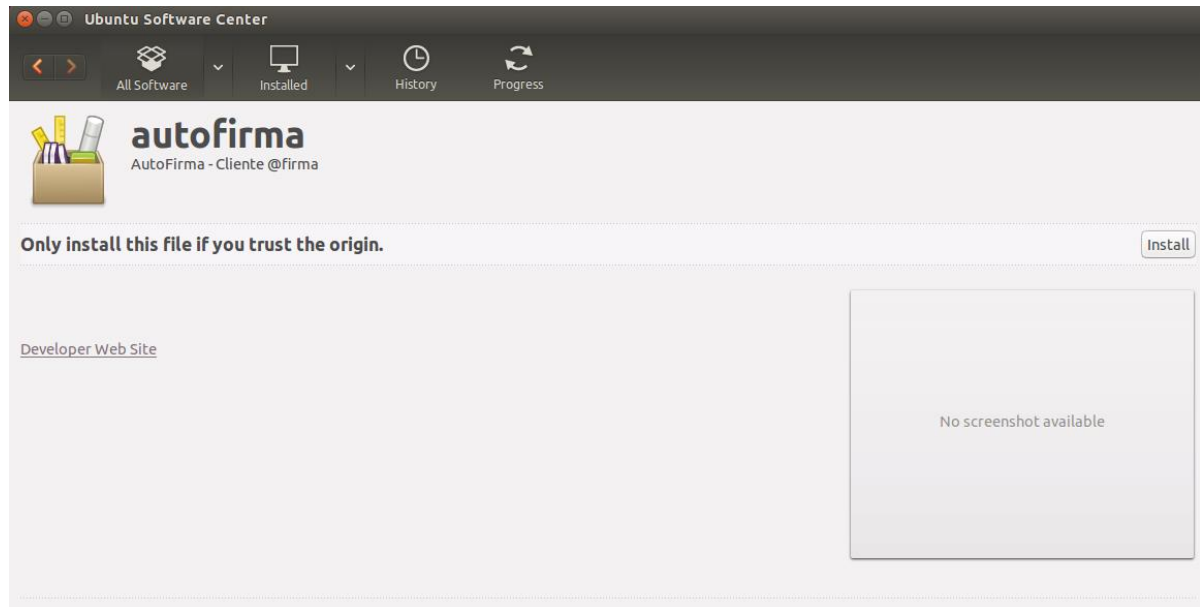 Ubuntu Software Center
All Software
Installed
History
Progress
autofirma
AutoFirma - Cliente @firma
Only install this file if you trust the origin.
Install
Developer Web Site
No screenshot available